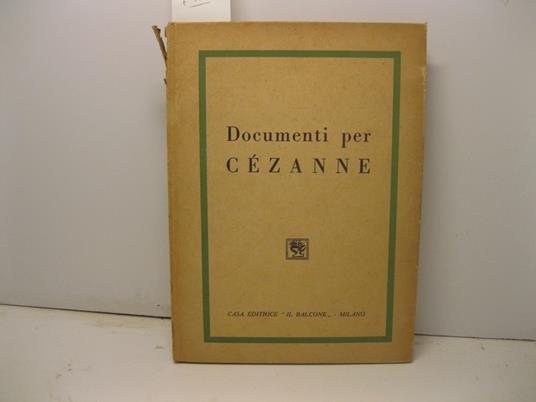 Documenti per
CÉZANNE
CASA EDITRICE "IL BALCONE„ - MILANO